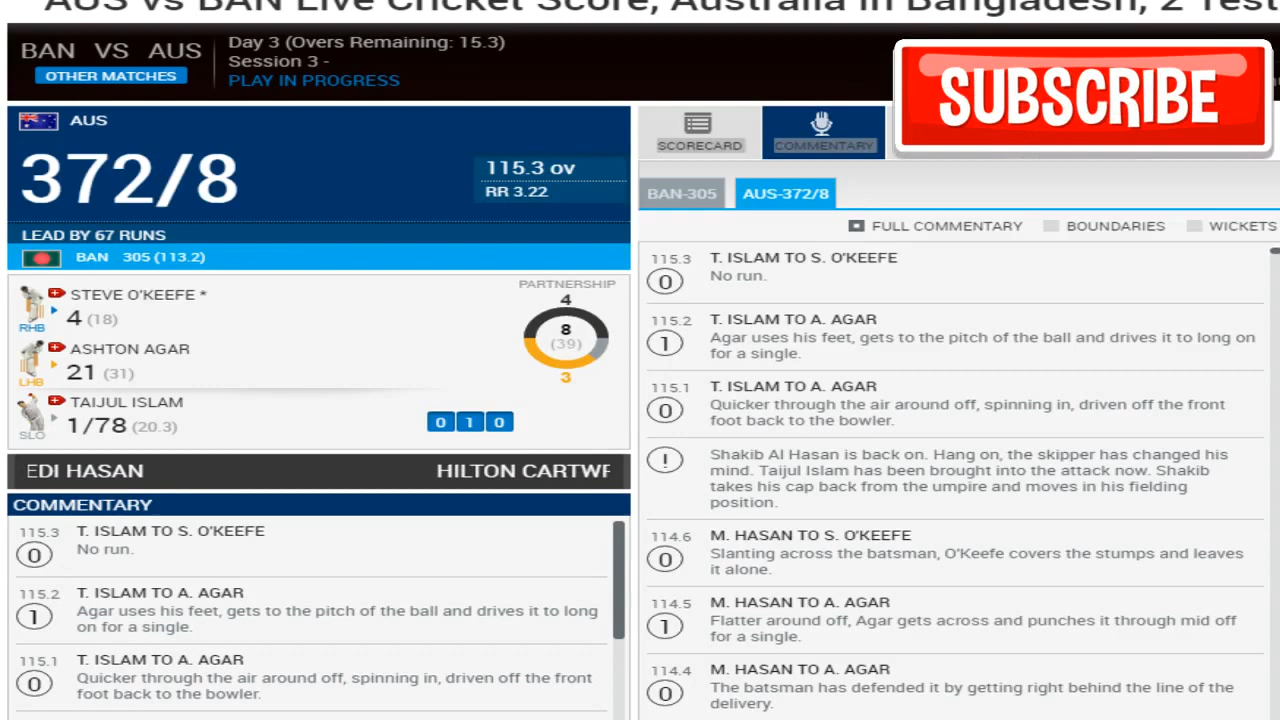 AUS vs BAN Live Cricket Score, Australia in Bangladesh, 2 Test
BAN VS AUS
OTHER MATCHES
Day 3 (Overs Remaining: 15.3)
Session 3 -
PLAY IN PROGRESS
SUBSCRIBE
AUS
372/8
115.3 ov
RR 3.22
LEAD BY 67 RUNS
BAN 305 (113.2)
STEVE O'KEEFE *
4 (18)
RHB
ASHTON AGAR
21 (31)
LHB
TAIJUL ISLAM
1/78 (20.3)
SLO
0 1 0
PARTNERSHIP
4
8
(39)
3
EDI HASAN HILTON CARTWR
COMMENTARY
115.3 T. ISLAM TO S. O'KEEFE
0 No run.
115.2 T. ISLAM TO A. AGAR
1 Agar uses his feet, gets to the pitch of the ball and drives it to long
on for a single.
115.1 T. ISLAM TO A. AGAR
0 Quicker through the air around off, spinning in, driven off the front
foot back to the bowler.
SCORECARD
COMMENTARY
BAN-305 AUS-372/8
FULL COMMENTARY BOUNDARIES WICKETS
115.3 T. ISLAM TO S. O'KEEFE
0 No run.
115.2 T. ISLAM TO A. AGAR
1 Agar uses his feet, gets to the pitch of the ball and drives it to long on
for a single.
115.1 T. ISLAM TO A. AGAR
0 Quicker through the air around off, spinning in, driven off the front
foot back to the bowler.
! Shakib Al Hasan is back on. Hang on, the skipper has changed his
mind. Taijul Islam has been brought into the attack now. Shakib
takes his cap back from the umpire and moves in his fielding
position.
114.6 M. HASAN TO S. O'KEEFE
0 Slanting across the batsman, O'Keefe covers the stumps and leaves
it alone.
114.5 M. HASAN TO A. AGAR
1 Flatter around off, Agar gets across and punches it through mid off
for a single.
114.4 M. HASAN TO A. AGAR
0 The batsman has defended it by getting right behind the line of the
delivery.